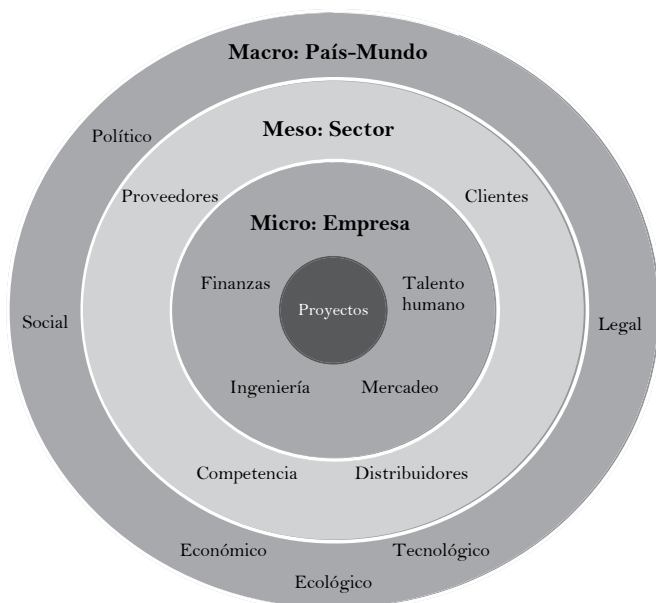 Macro: País-Mundo
Político
Meso: Sector
Proveedores
Clientes
Micro: Empresa
Finanzas
Talento
humano
Proyectos
Social
Legal
Ingeniería
Mercadeo
Competencia
Distribuidores
Económico
Tecnológico
Ecológico